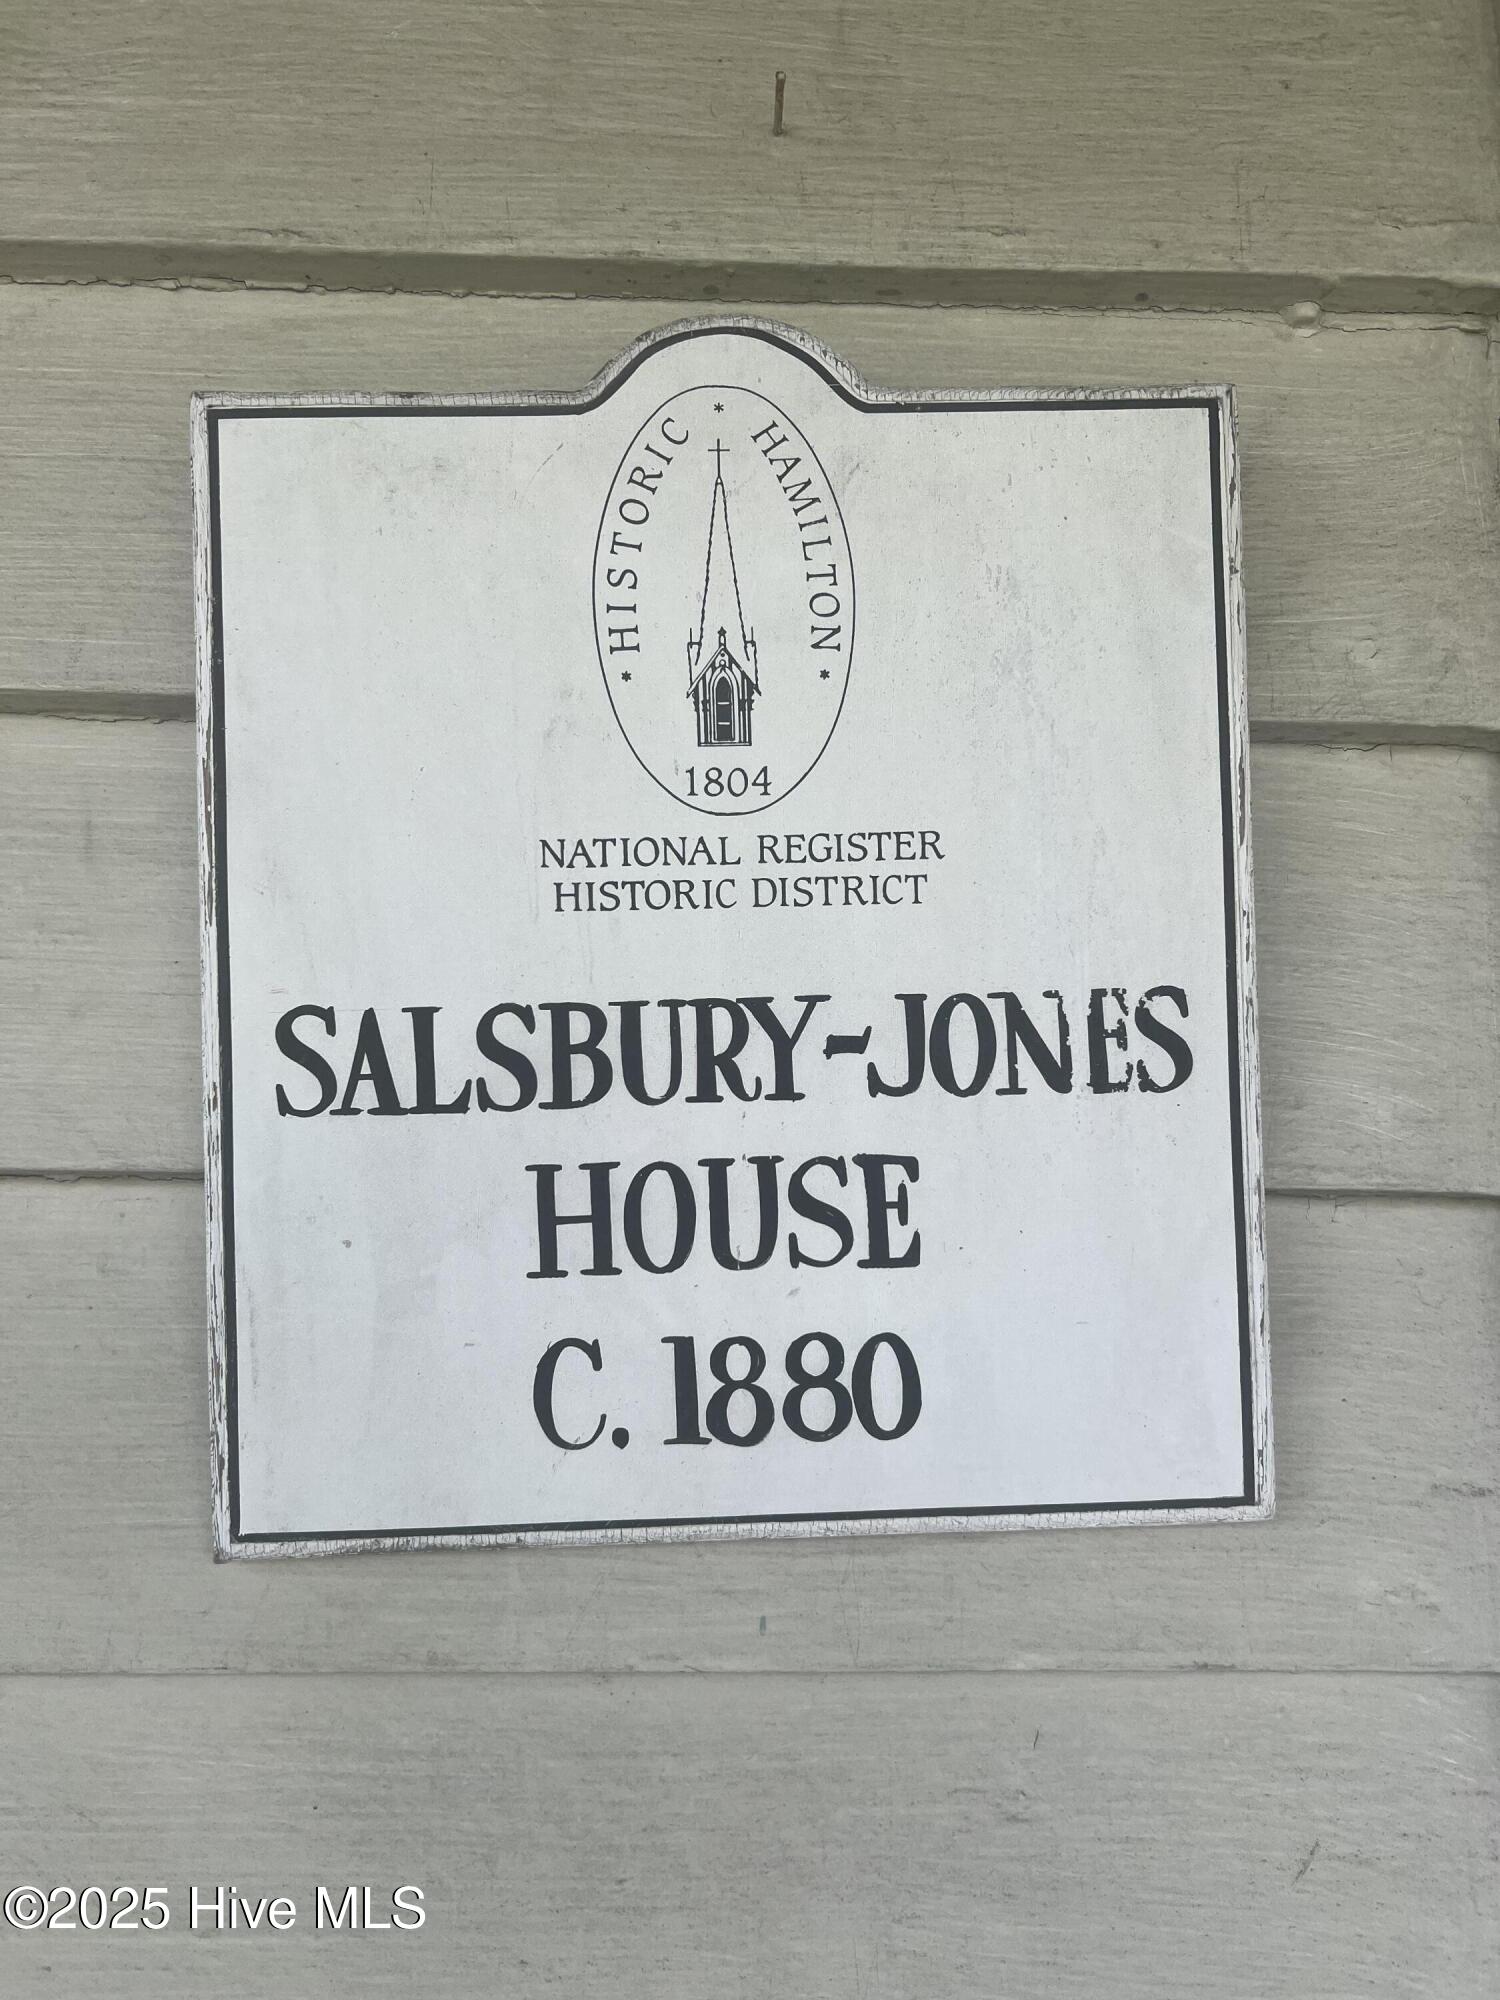 * HISTORIC * HAMILTON *
1804
NATIONAL REGISTER
HISTORIC DISTRICT
SALSBURY-JONES
HOUSE
C. 1880
©2025 Hive MLS